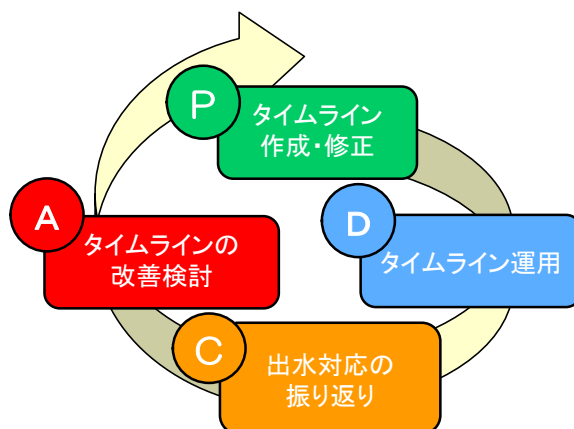 P
タイムライン
作成・修正
D
タイムライン運用
C
出水対応の
振り返り
A
タイムラインの
改善検討